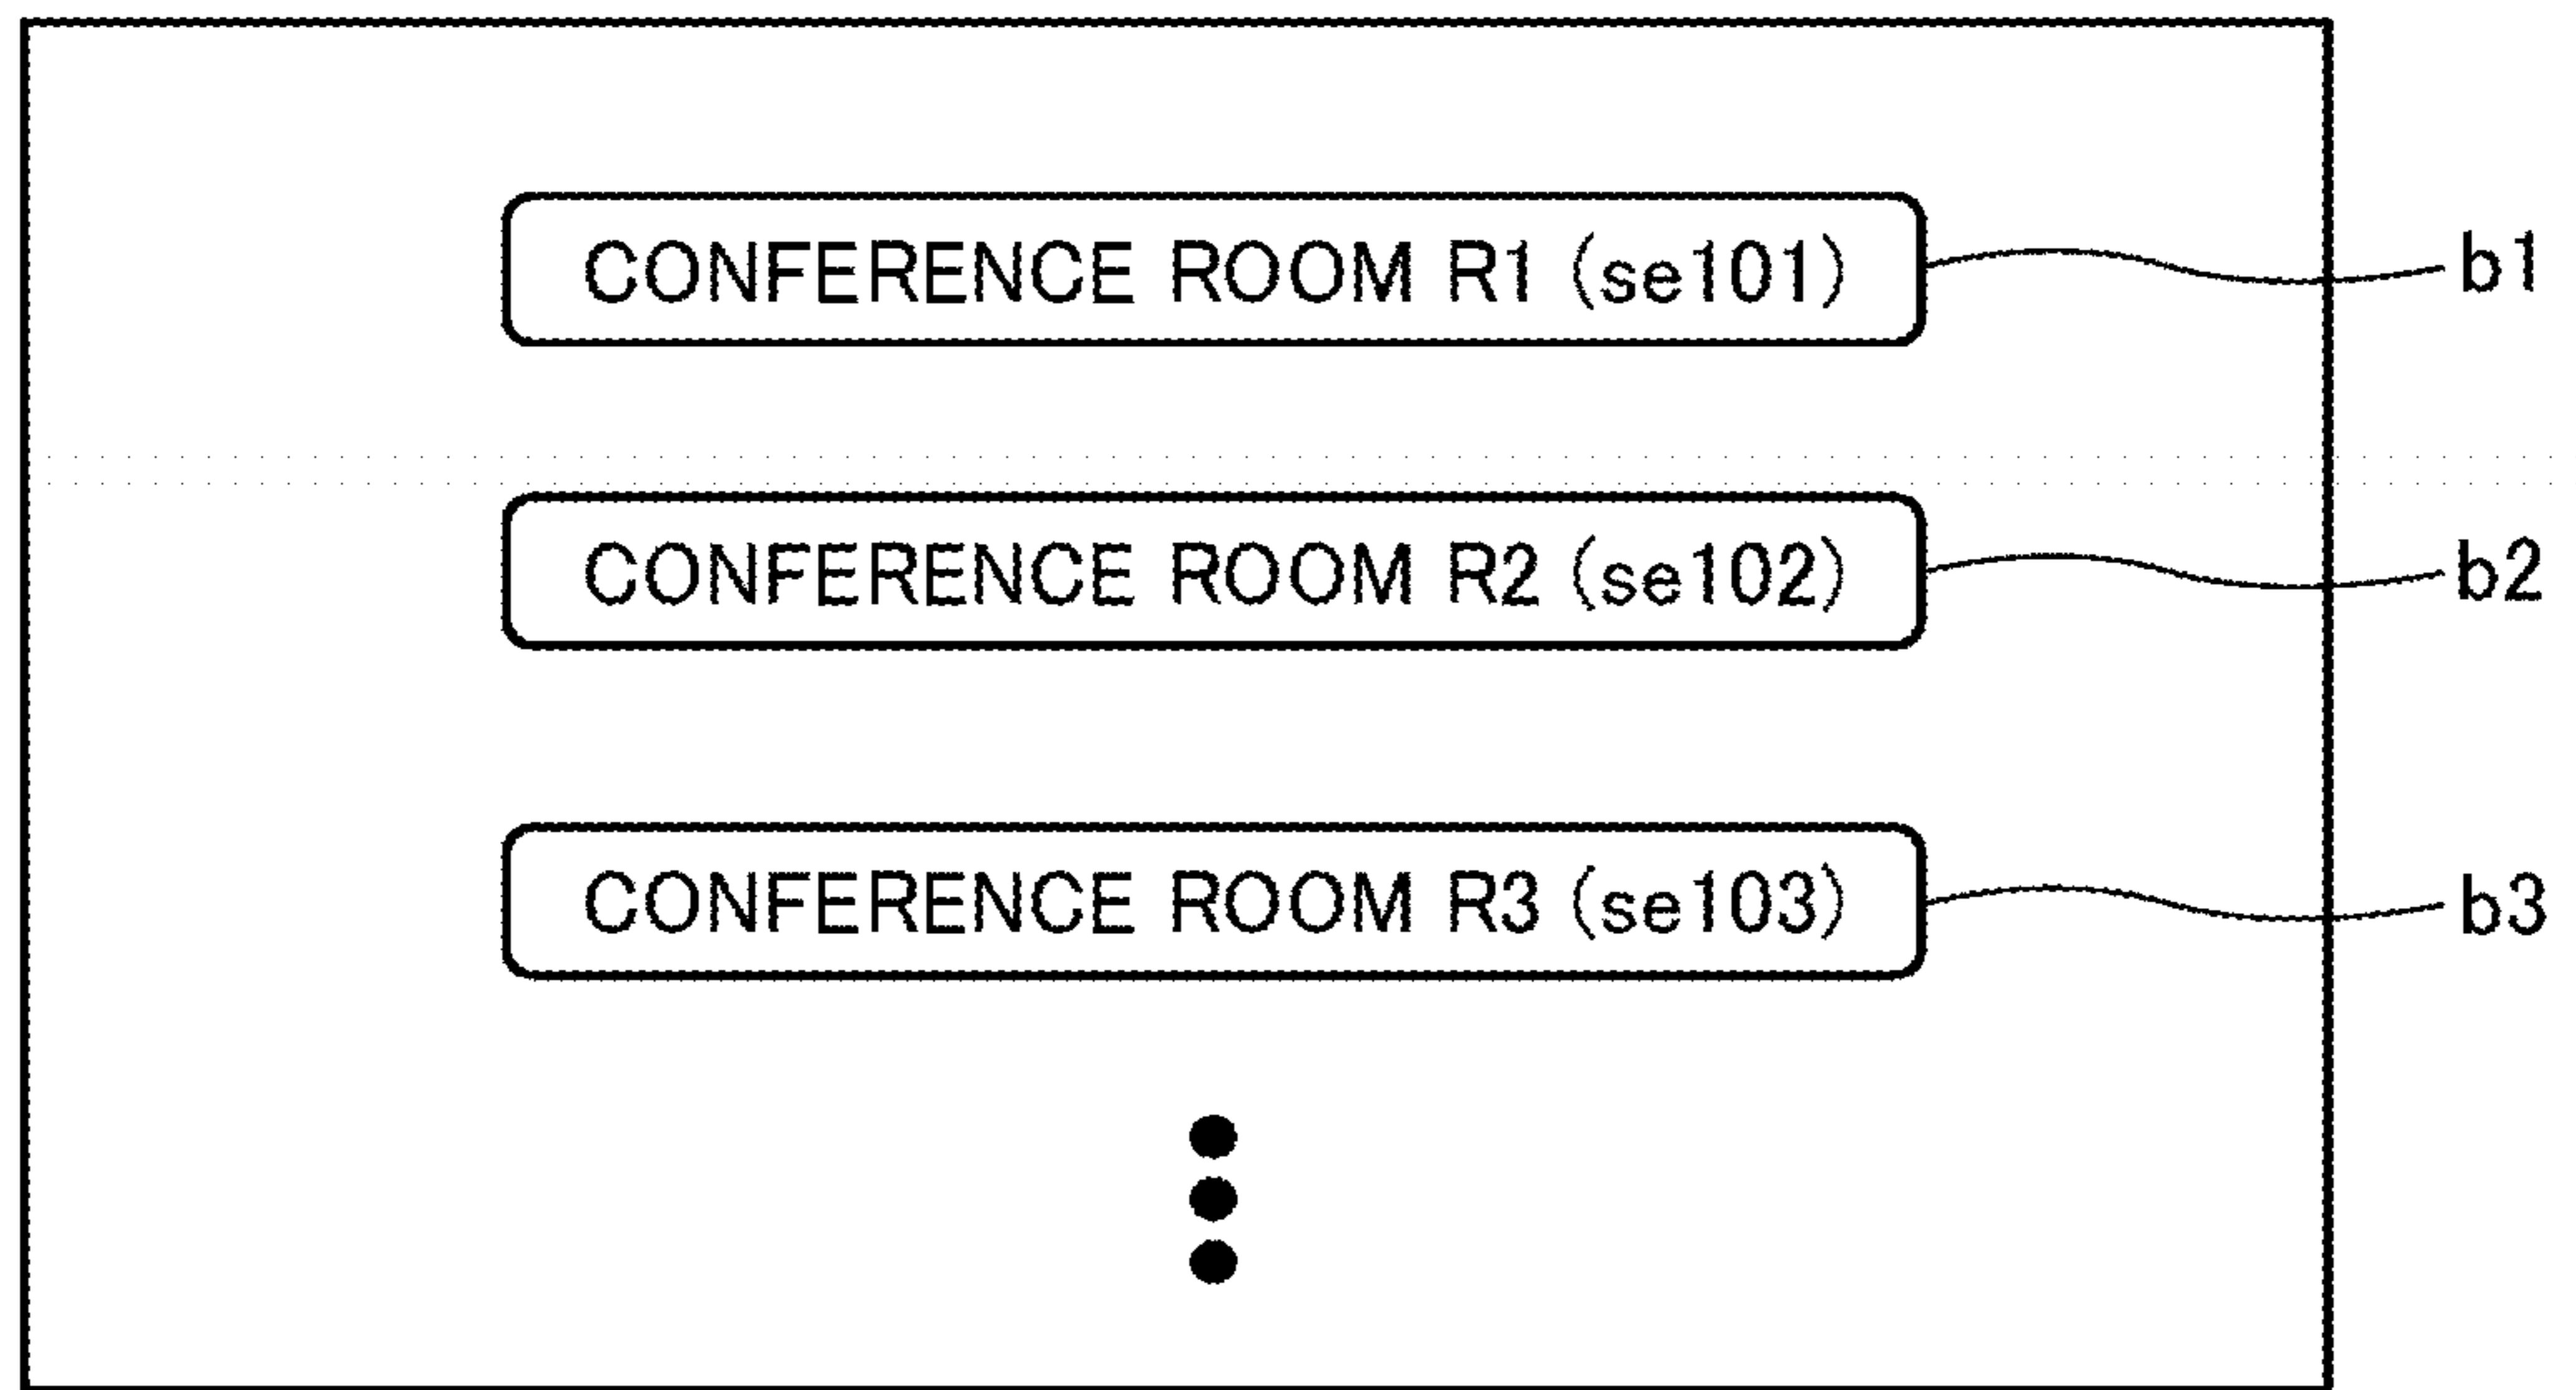 CONFERENCE ROOM R1 (se101) b1
CONFERENCE ROOM R2 (se102) b2
CONFERENCE ROOM R3 (se103) b3